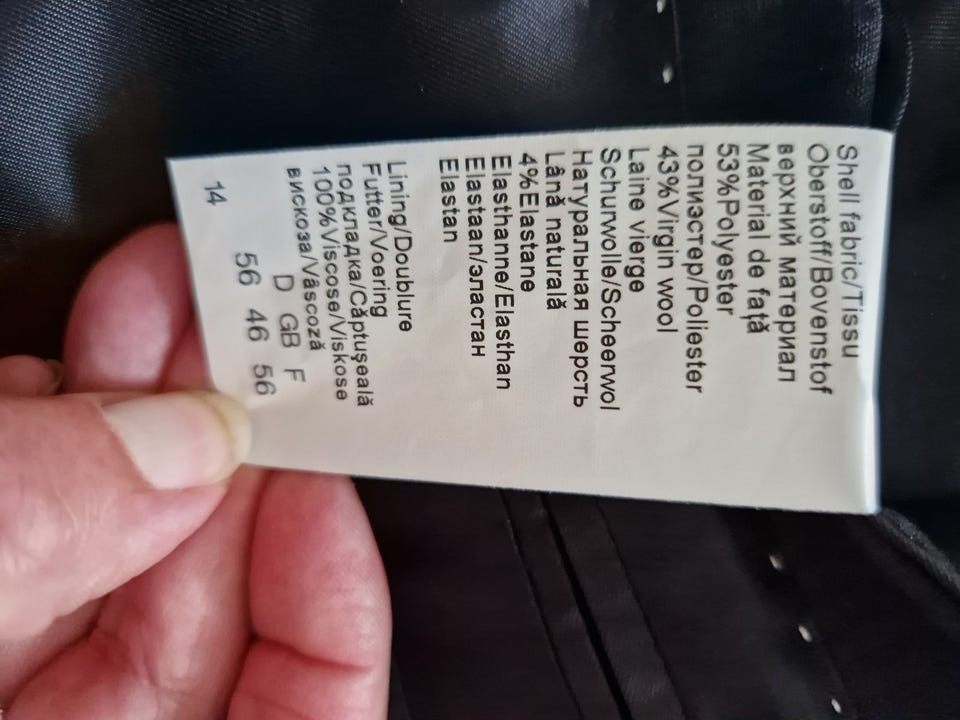 Shell fabric/Tissu
Oberstoff/Bovenstof
верхний материал
Material de față
53%Polyester
полиэстер/Poliester
43%Virgin wool
Laine vierge
Schurwolle/Scheerwol
Натуральная шерсть
Lână naturală
4%Elastane
Elasthanne/Elasthan
Elastaan/эластан
Elastan
Lining/Doublure
Futter/Voering
подкладка/Căptuşeală
100%Viscose/Viskose
вискоза/Vâscoză
D GB F
56 46 56
14